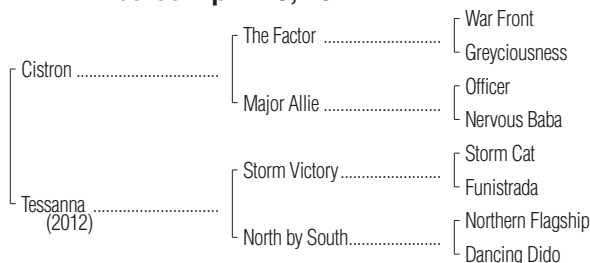 War Front
The Factor ..............................
Greyciousness
Cistron .....................................
Officer
Major Allie ..............................
Nervous Baba
Storm Cat
Storm Victory..........................
Funistrada
Tessanna .................................
(2012)
Northern Flagship
North by South.......................
Dancing Dido